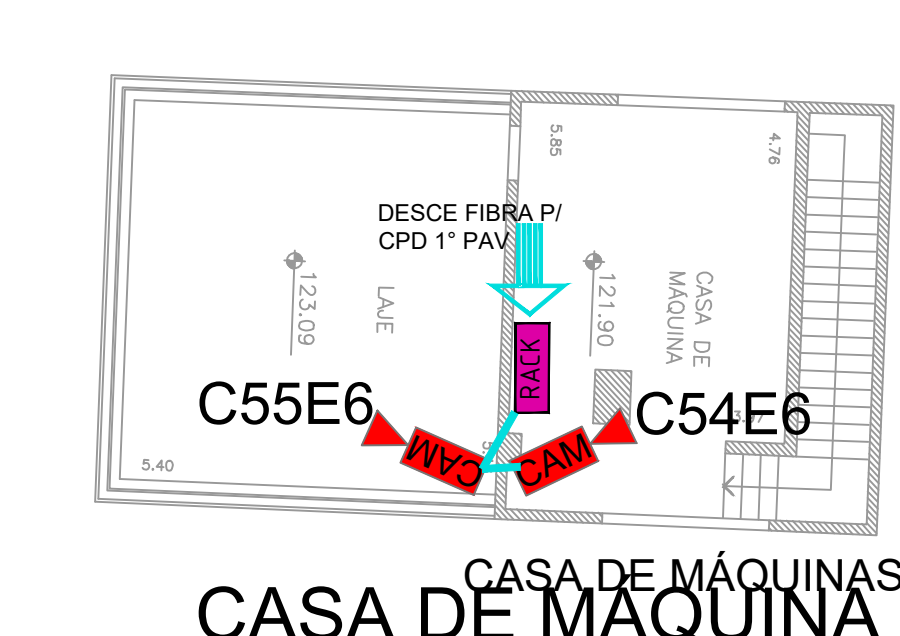 5.85
4.76
DESCE FIBRA P/
CPD 1° PAV
123.09
LAJE
121.90
CASA DE
MÁQUINA
RACK
C55E6
C54E6
CAM
CAM
5.40
CASA DE MÁQUINAS
CASA DE MÁQUINA